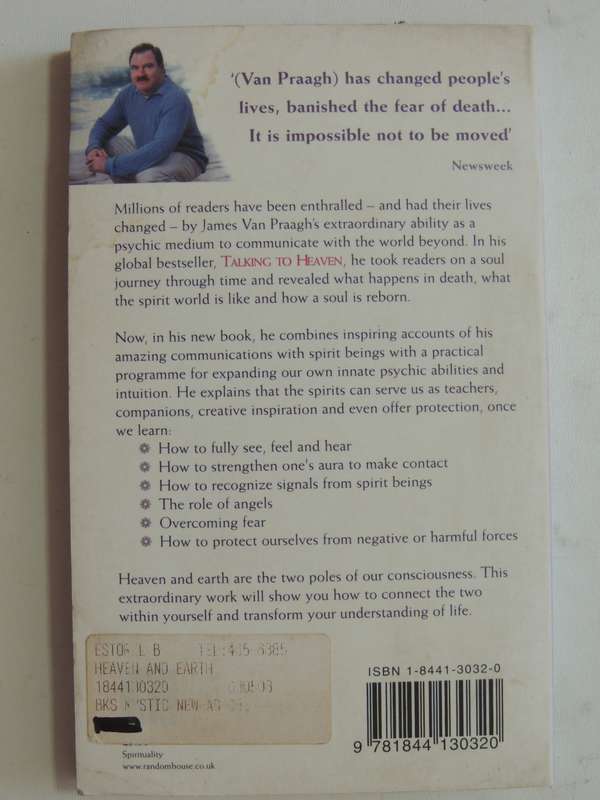 ‘(Van Praagh) has changed people's
lives, banished the fear of death...
It is impossible not to be moved’
Newsweek
Millions of readers have been enthralled – and had their lives
changed – by James Van Praagh's extraordinary ability as a
psychic medium to communicate with the world beyond. In his
global bestseller, TALKING TO HEAVEN, he took readers on a soul
journey through time and revealed what happens in death, what
the spirit world is like and how a soul is reborn.
Now, in his new book, he combines inspiring accounts of his
amazing communications with spirit beings with a practical
programme for expanding our own innate psychic abilities and
intuition. He explains that the spirits can serve us as teachers,
companions, creative inspiration and even offer protection, once
we learn:
How to fully see, feel and hear
How to strengthen one's aura to make contact
How to recognize signals from spirit beings
The role of angels
Overcoming fear
How to protect ourselves from negative or harmful forces
Heaven and earth are the two poles of our consciousness. This
extraordinary work will show you how to connect the two
within yourself and transform your understanding of life.
L B TEL:
HEAVEN AND EARTH
1844130320
BKS
ISBN 1-8441-3032-0
9 781844 130320
Spirituality
www.randomhouse.co.uk